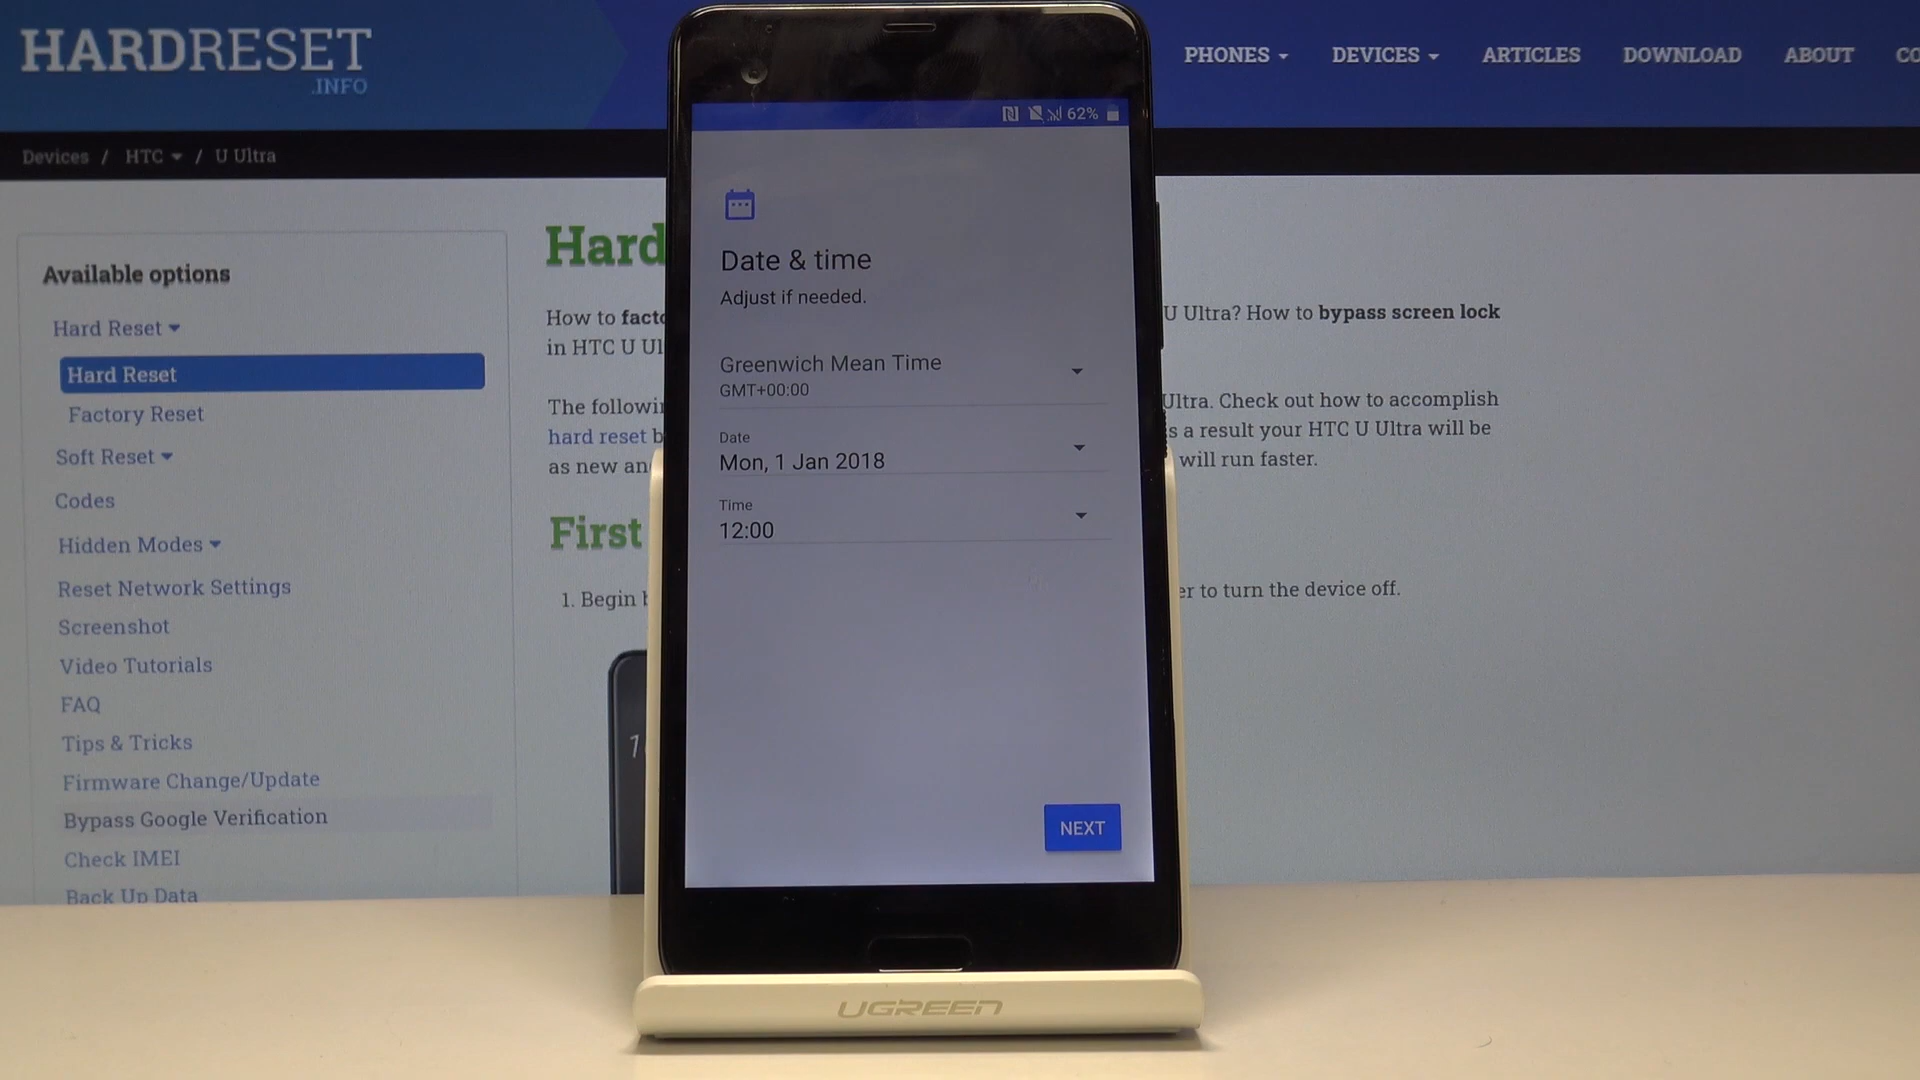 HARDRESET
.INFO
PHONES
DEVICES
ARTICLES
DOWNLOAD
ABOUT
Devices / HTC / U Ultra
Available options
Hard Reset
Hard Reset
Factory Reset
Soft Reset
Codes
Hidden Modes
Reset Network Settings
Screenshot
Video Tutorials
FAQ
Tips & Tricks
Firmware Change/Update
Bypass Google Verification
Check IMEI
Back Up Data
Hard
How to
U Ultra? How to bypass screen lock
in HTC U
The
Ultra. Check out how to accomplish
hard reset
s a result your HTC U Ultra will be
as new
will run faster.
First
1. Begin
to turn the device off.
62%
Date & time
Adjust if needed.
Greenwich Mean Time
GMT+00:00
Date
Mon, 1 Jan 2018
Time
12:00
NEXT
UGREEN